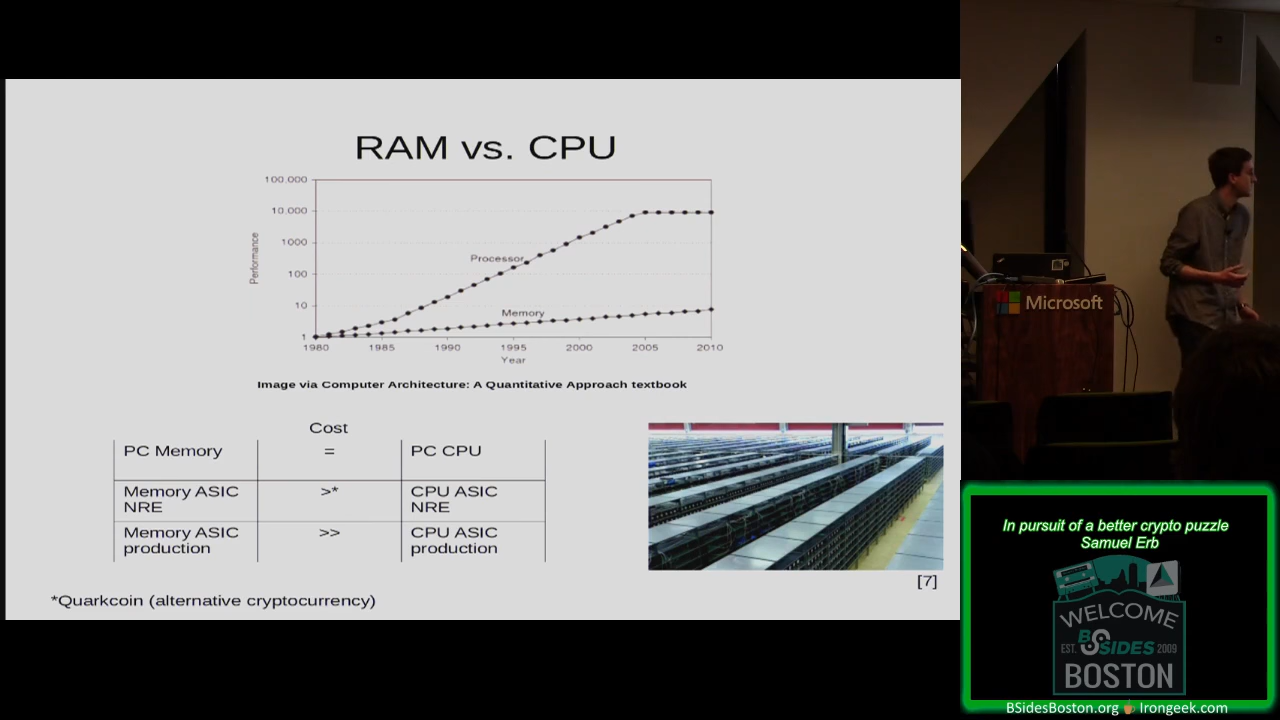 RAM vs. CPU
100.000
10.000
1000
100
10
1
Performance
Processor
Memory
1980 1985 1990 1995 2000 2005 2010
Year
Image via Computer Architecture: A Quantitative Approach textbook
Cost
PC Memory = PC CPU
Memory ASIC NRE >* CPU ASIC NRE
Memory ASIC production >> CPU ASIC production
[7]
*Quarkcoin (alternative cryptocurrency)
Microsoft
In pursuit of a better crypto puzzle
Samuel Erb
WELCOME
EST. BSIDES 2009
BOSTON
BSidesBoston.org Irongeek.com